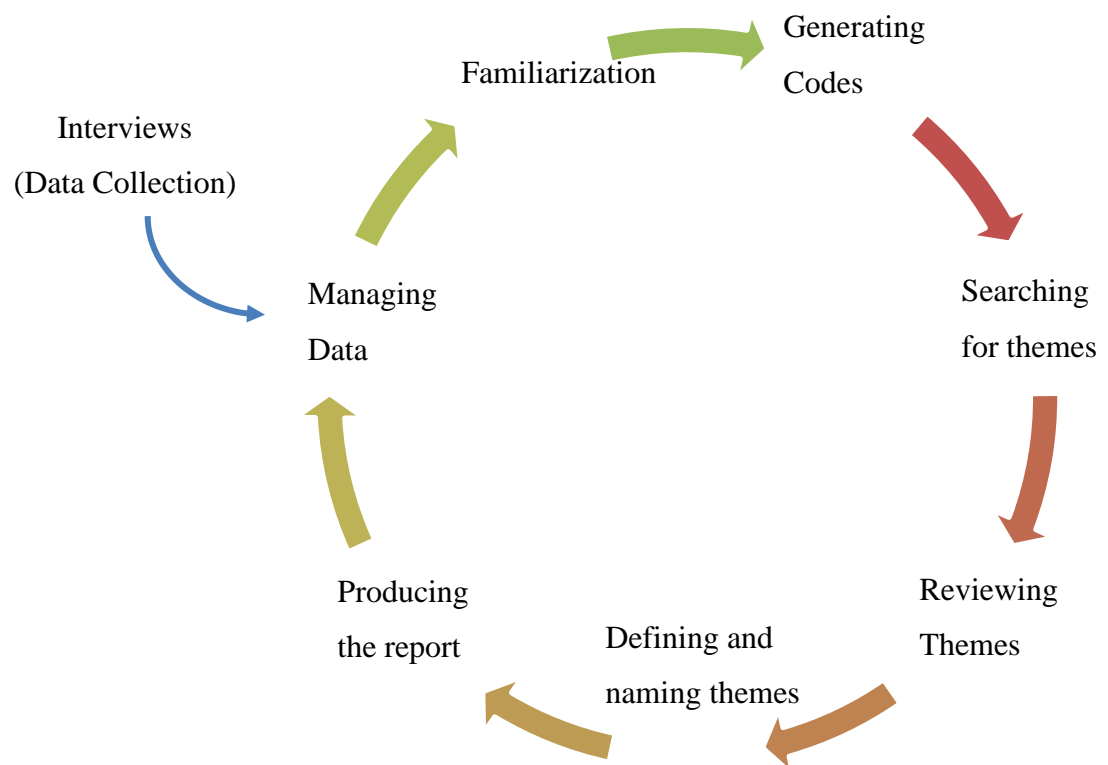 Interviews
(Data Collection)
Managing
Data
Familiarization
Generating
Codes
Searching
for themes
Reviewing
Themes
Defining and
naming themes
Producing
the report